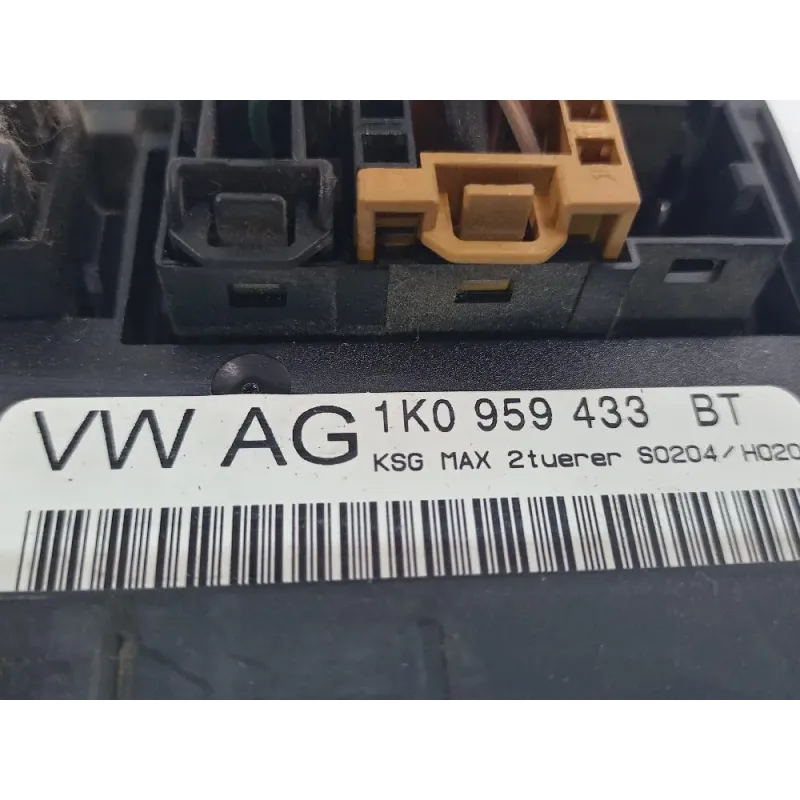 VW AG 1K0 959 433 BT
KSG MAX 2tuerer S0204/H020